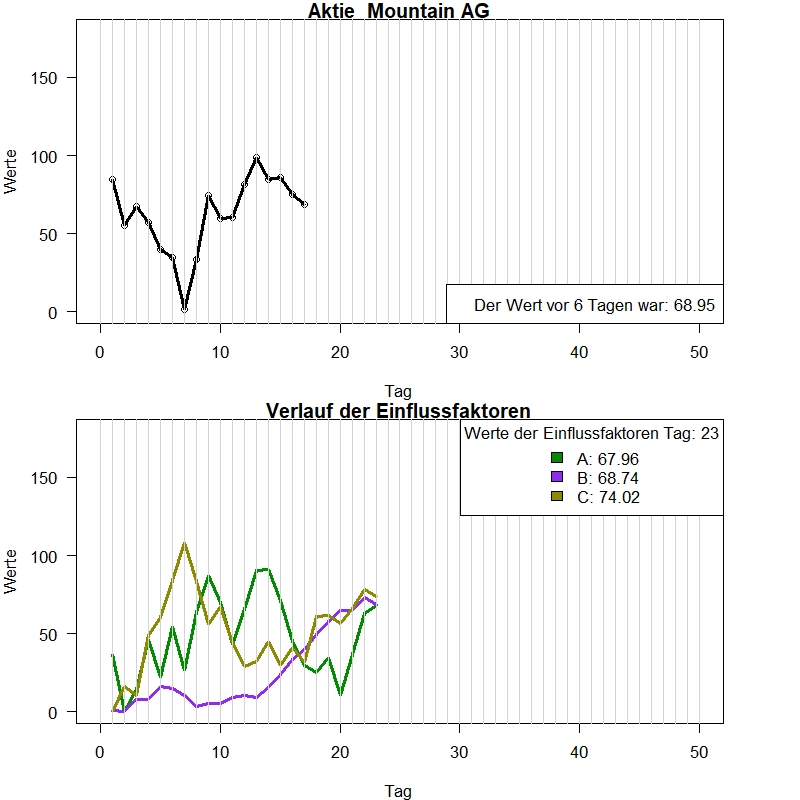 Aktie  Mountain AG
Werte
150
100
50
0
Der Wert vor 6 Tagen war: 68.95
0 10 20 30 40 50
Tag
Verlauf der Einflussfaktoren
Werte
150
100
50
0
Werte der Einflussfaktoren Tag: 23
A: 67.96
B: 68.74
C: 74.02
0 10 20 30 40 50
Tag